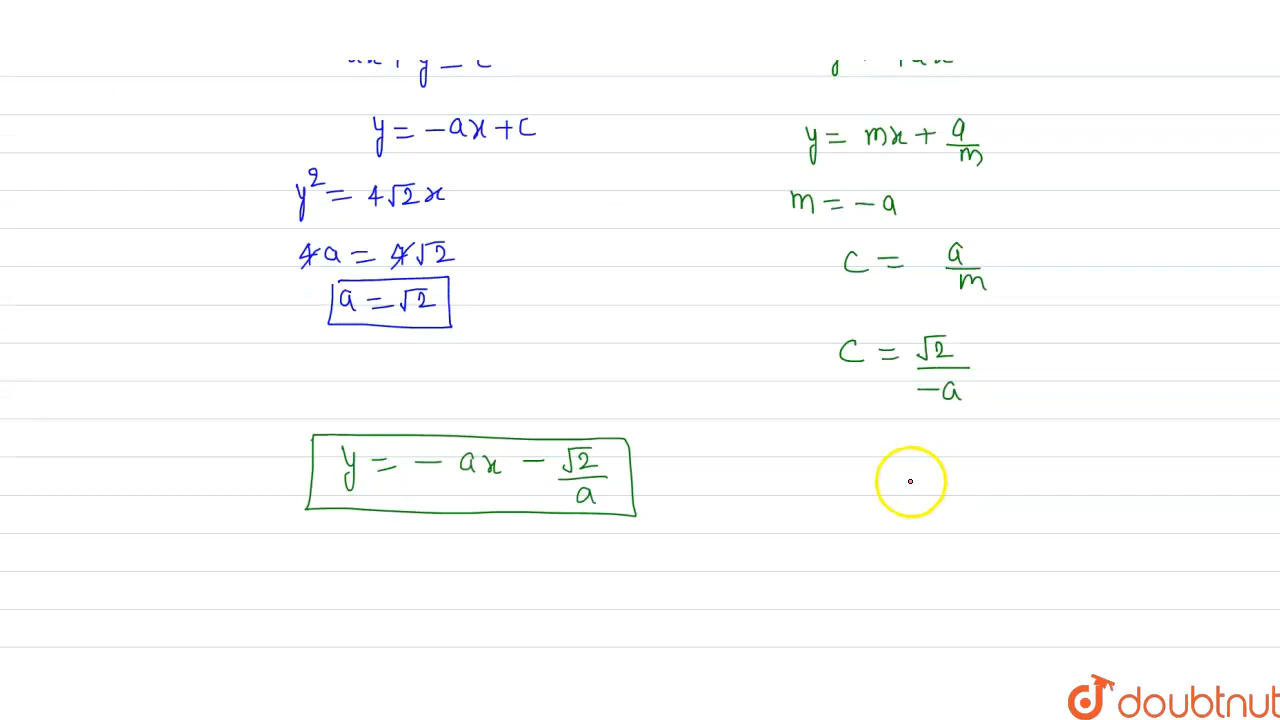 y = -ax + c
y² = 4√2x
4a = 4√2
a = √2
y = -ax - √2/a
y = mx + a/m
m = -a
c = a/m
c = √2/-a
doubtnut